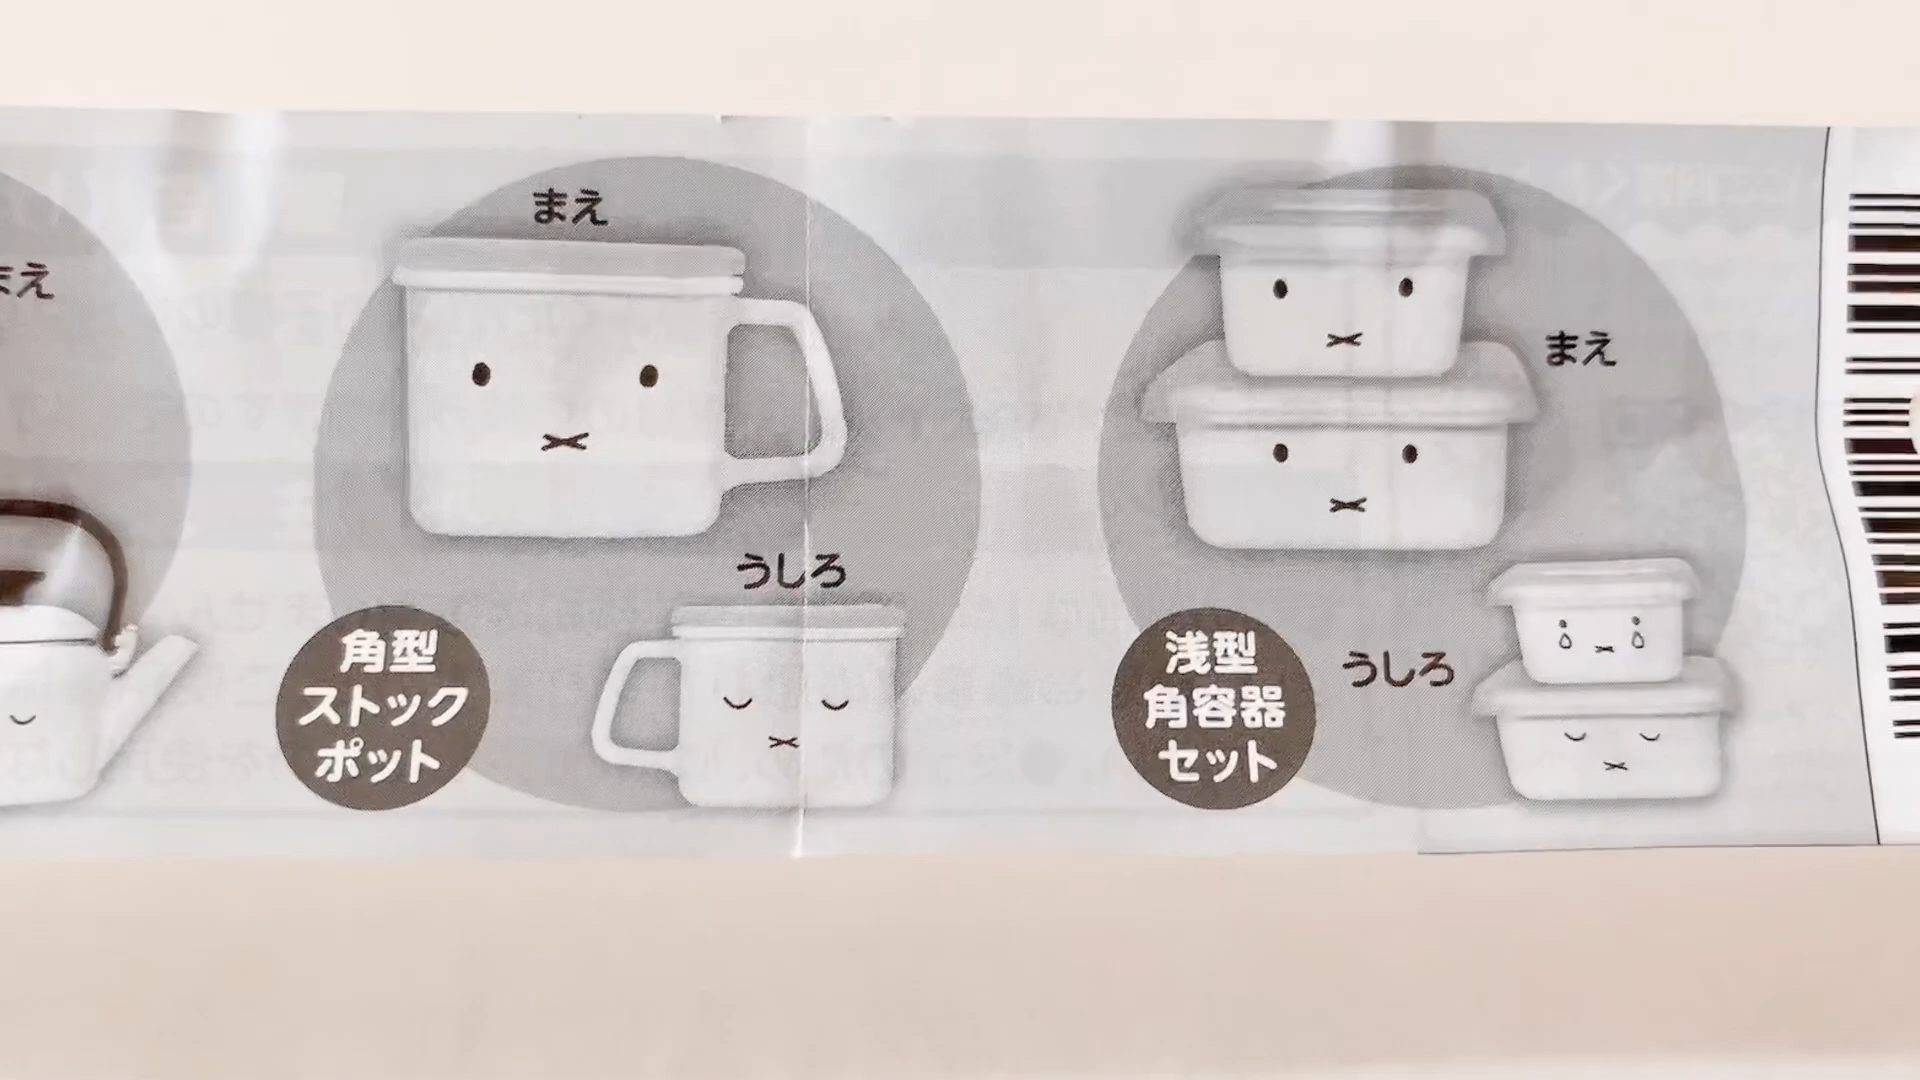 まえ
まえ
うしろ
角型
ストック
ポット
まえ
うしろ
浅型
角容器
セット